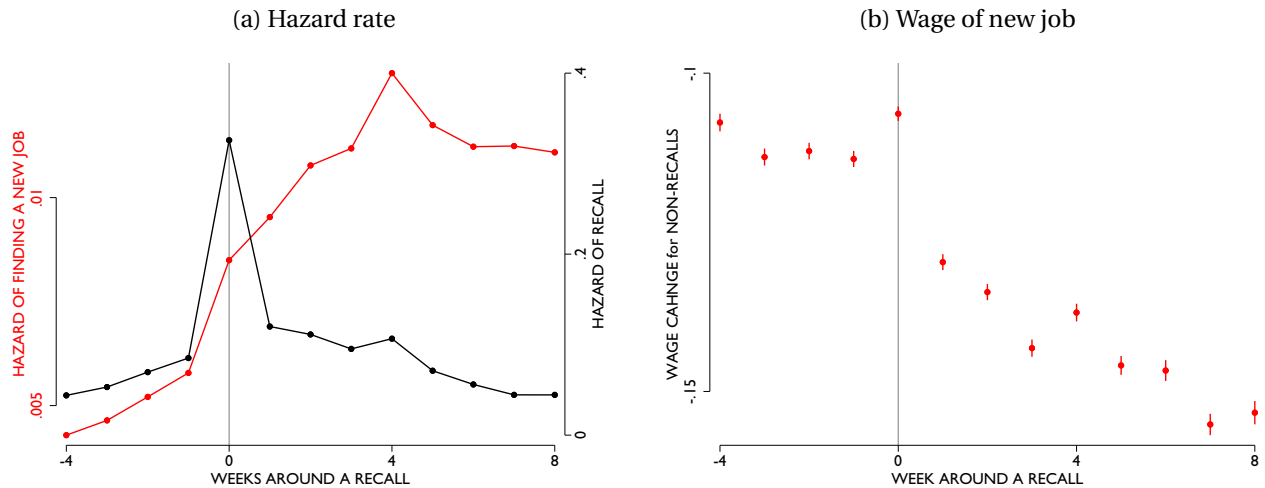 (a) Hazard rate
HAZARD OF FINDING A NEW JOB
.01
.005
.4
.2
0
HAZARD OF RECALL
-4
0
4
8
WEEKS AROUND A RECALL
(b) Wage of new job
WAGE CAHNGE for NON-RECALLS
-.1
-.15
-4
0
4
8
WEEK AROUND A RECALL